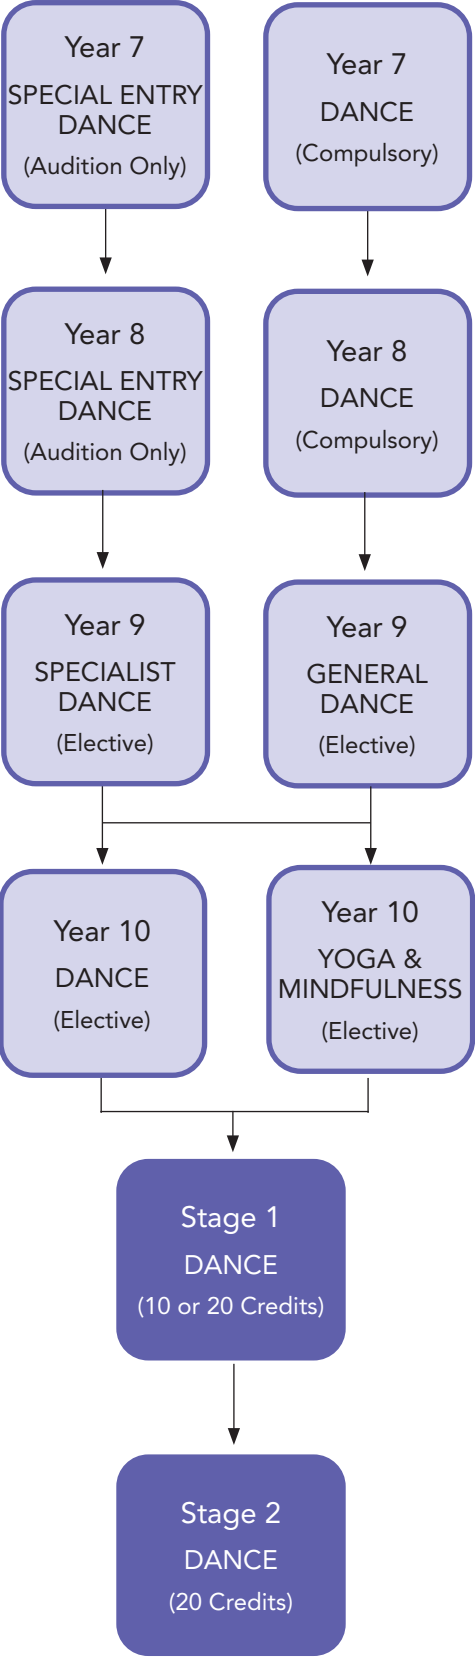 Year 7
SPECIAL ENTRY
DANCE
(Audition Only)
Year 7
DANCE
(Compulsory)
Year 8
SPECIAL ENTRY
DANCE
(Audition Only)
Year 8
DANCE
(Compulsory)
Year 9
SPECIALIST
DANCE
(Elective)
Year 9
GENERAL
DANCE
(Elective)
Year 10
DANCE
(Elective)
Year 10
YOGA &
MINDFULNESS
(Elective)
Stage 1
DANCE
(10 or 20 Credits)
Stage 2
DANCE
(20 Credits)